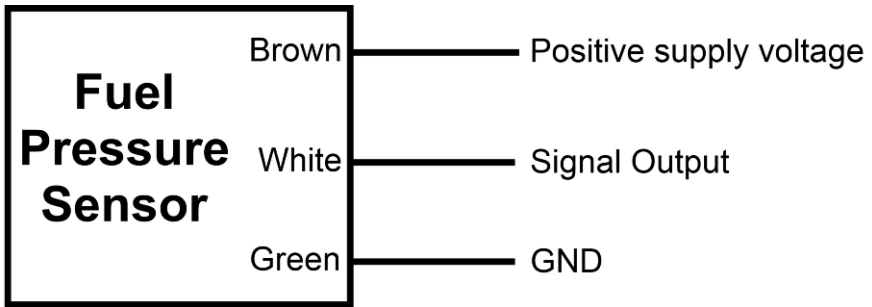 Fuel
Pressure
Sensor
Brown
Positive supply voltage
White
Signal Output
Green
GND